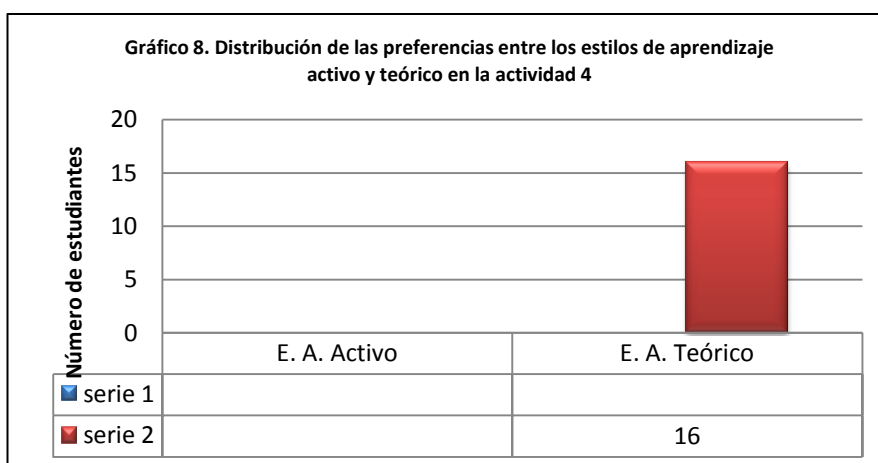 Gráfico 8. Distribución de las preferencias entre los estilos de aprendizaje
activo y teórico en la actividad 4
Número de estudiantes
20
15
10
5
0
E. A. Activo E. A. Teórico
serie 1
serie 2 16